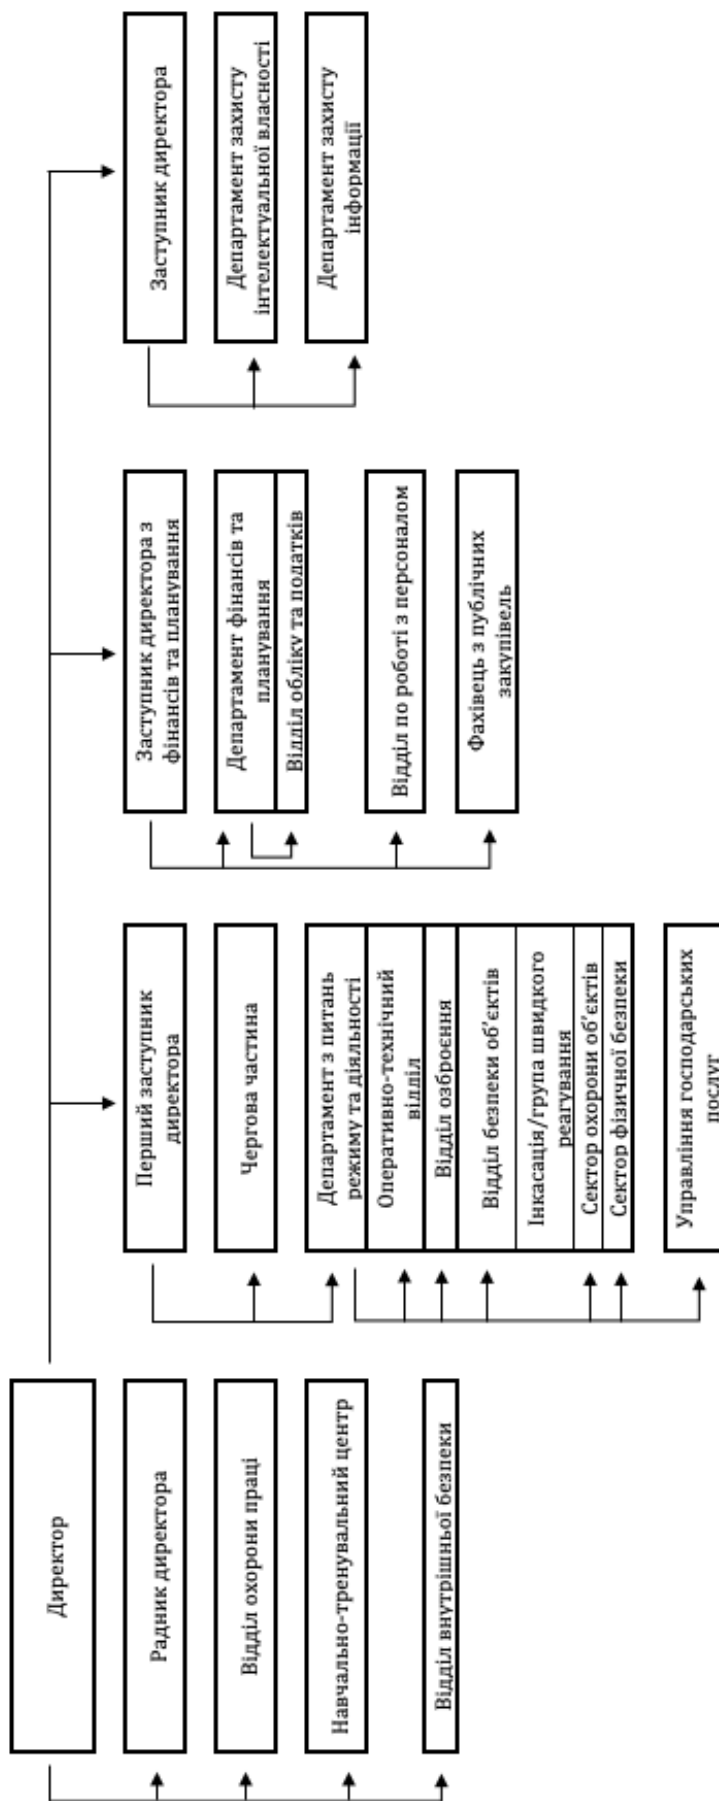 Директор
Радник директора
Відділ охорони праці
Навчально-тренувальний центр
Відділ внутрішньої безпеки
Перший заступник
директора
Чергова частина
Департамент з питань
режиму та діяльності
Оперативно-технічний
відділ
Відділ озброєння
Відділ безпеки об'єктів
Інкасація/група швидкого
реагування
Сектор охорони об'єктів
Сектор фізичної безпеки
Управління господарських
послуг
Заступник директора з
фінансів та планування
Департамент фінансів та
планування
Відділ обліку та податків
Відділ по роботі з персоналом
Фахівець з публічних
закупівель
Заступник директора
Департамент захисту
інтелектуальної власності
Департамент захисту
інформації